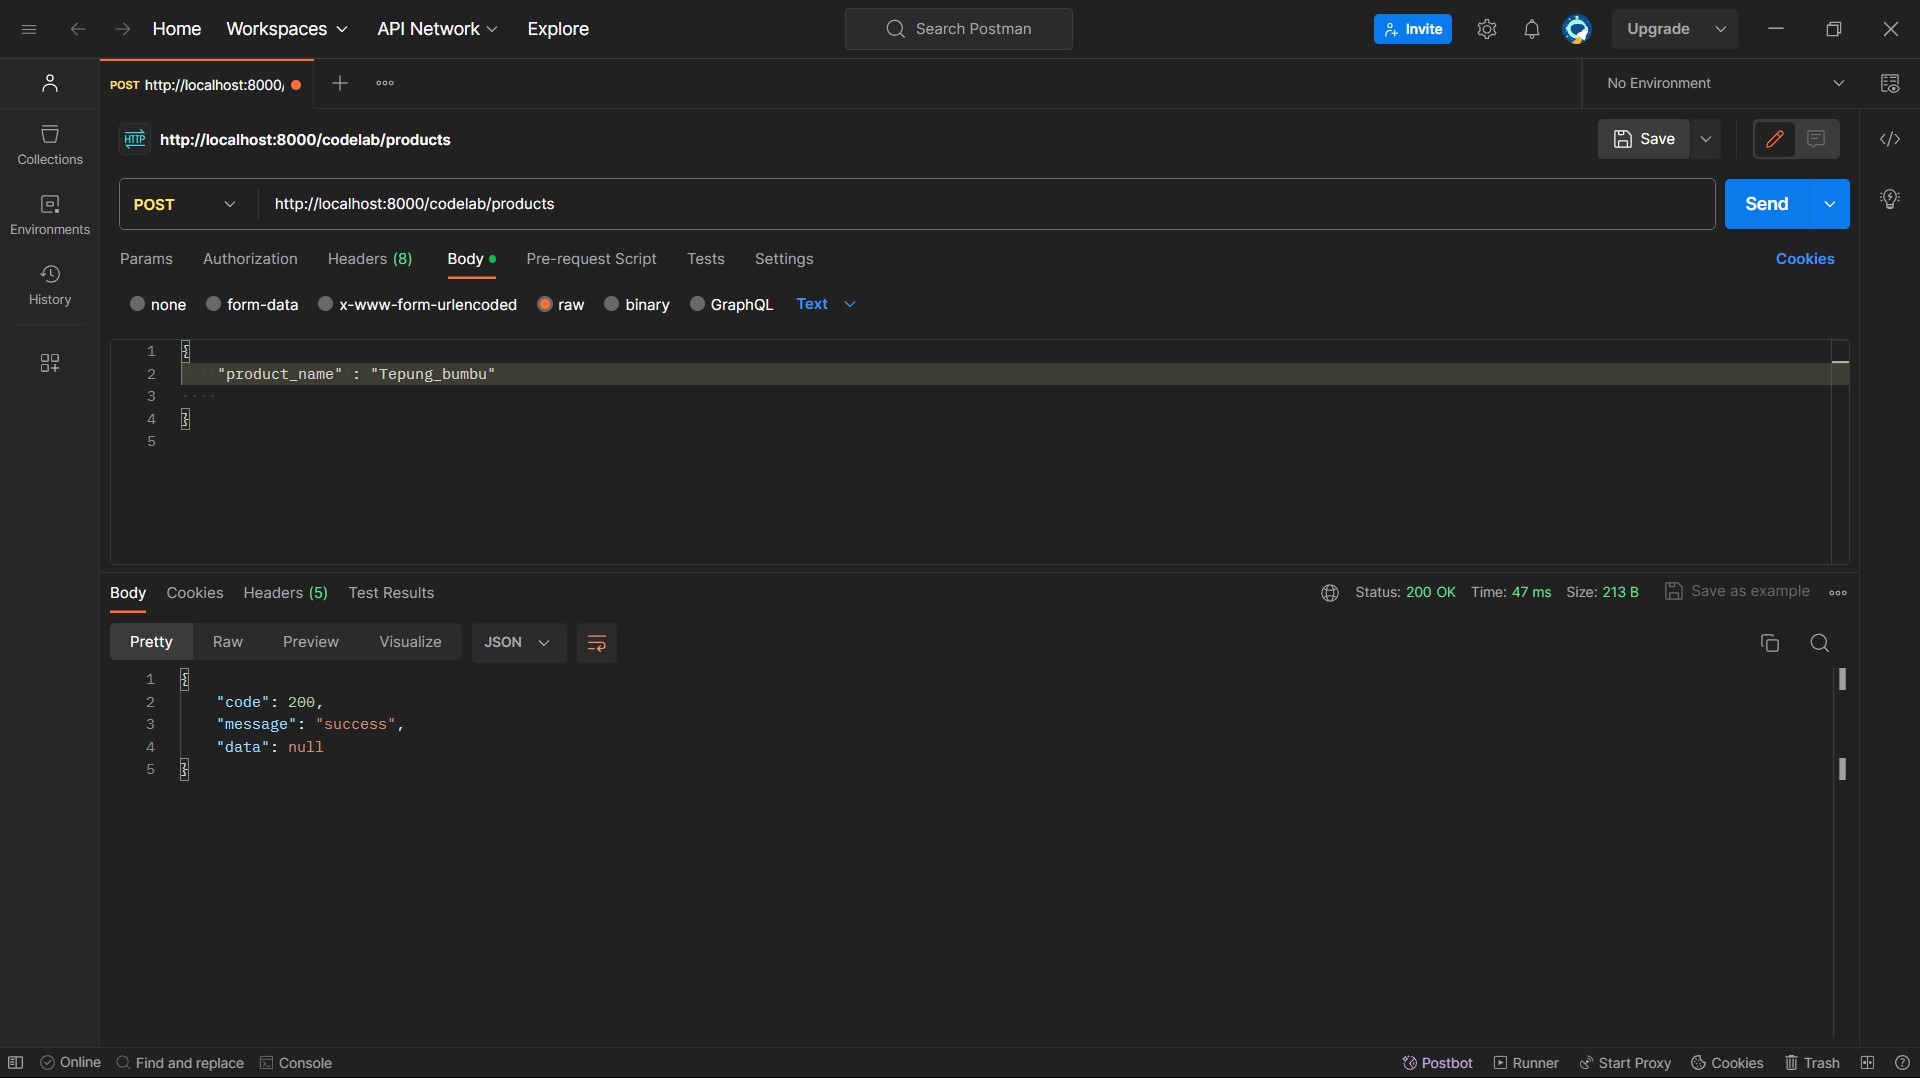 Home Workspaces API Network Explore Search Postman Invite Upgrade
POST http://localhost:8000/ No Environment
HTTP http://localhost:8000/codelab/products Save
Collections
POST http://localhost:8000/codelab/products Send
Environments
Params Authorization Headers (8) Body Pre-request Script Tests Settings Cookies
History
none form-data x-www-form-urlencoded raw binary GraphQL Text
1 {
2 "product_name" : "Tepung_bumbu"
3
4 }
5
Body Cookies Headers (5) Test Results Status: 200 OK Time: 47 ms Size: 213 B Save as example
Pretty Raw Preview Visualize JSON
1 {
2 "code": 200,
3 "message": "success",
4 "data": null
5 }
Online Find and replace Console Postbot Runner Start Proxy Cookies Trash